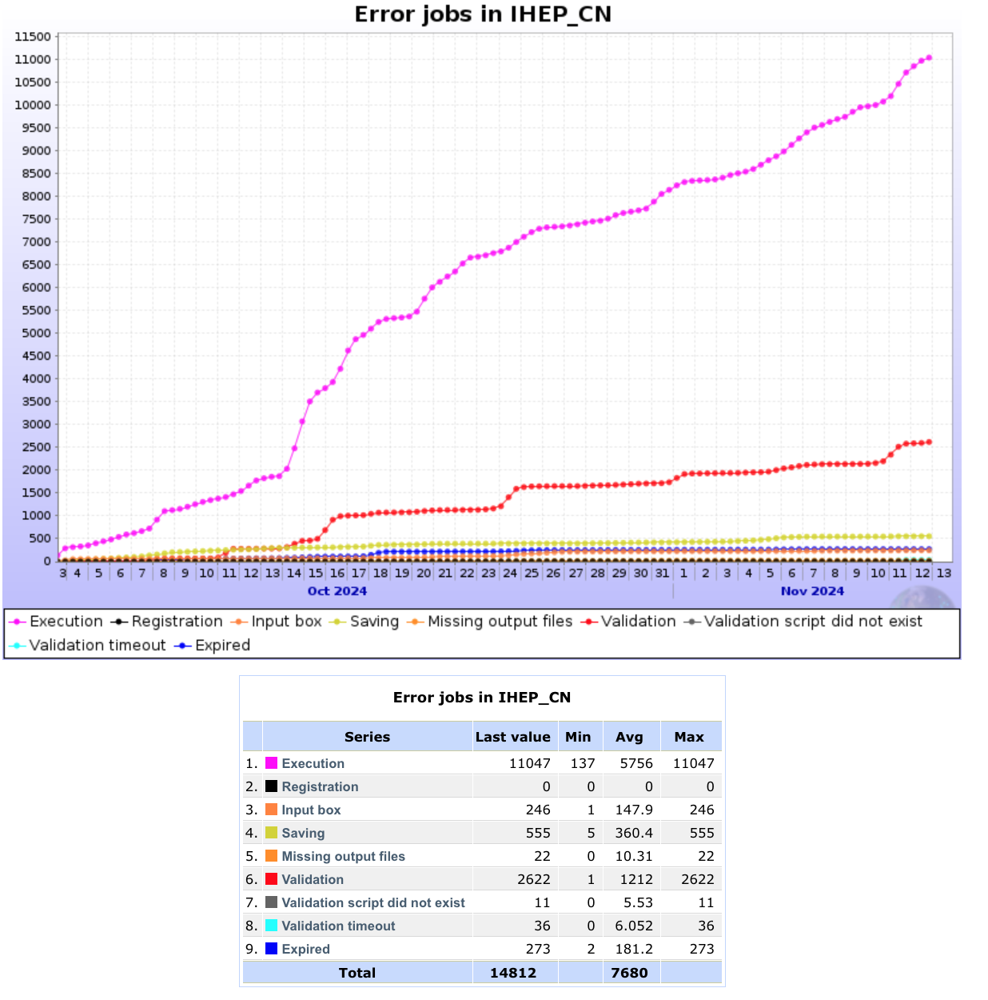 Error jobs in IHEP_CN
11500
11000
10500
10000
9500
9000
8500
8000
7500
7000
6500
6000
5500
5000
4500
4000
3500
3000
2500
2000
1500
1000
500
0
3 4 5 6 7 8 9 10 11 12 13 14 15 16 17 18 19 20 21 22 23 24 25 26 27 28 29 30 31 1 2 3 4 5 6 7 8 9 10 11 12 13
Oct 2024 Nov 2024
Execution Registration Input box Saving Missing output files Validation Validation script did not exist
Validation timeout Expired
Error jobs in IHEP_CN
Series Last value Min Avg Max
1. Execution 11047 137 5756 11047
2. Registration 0 0 0 0
3. Input box 246 1 147.9 246
4. Saving 555 5 360.4 555
5. Missing output files 22 0 10.31 22
6. Validation 2622 1 1212 2622
7. Validation script did not exist 11 0 5.53 11
8. Validation timeout 36 0 6.052 36
9. Expired 273 2 181.2 273
Total 14812 7680